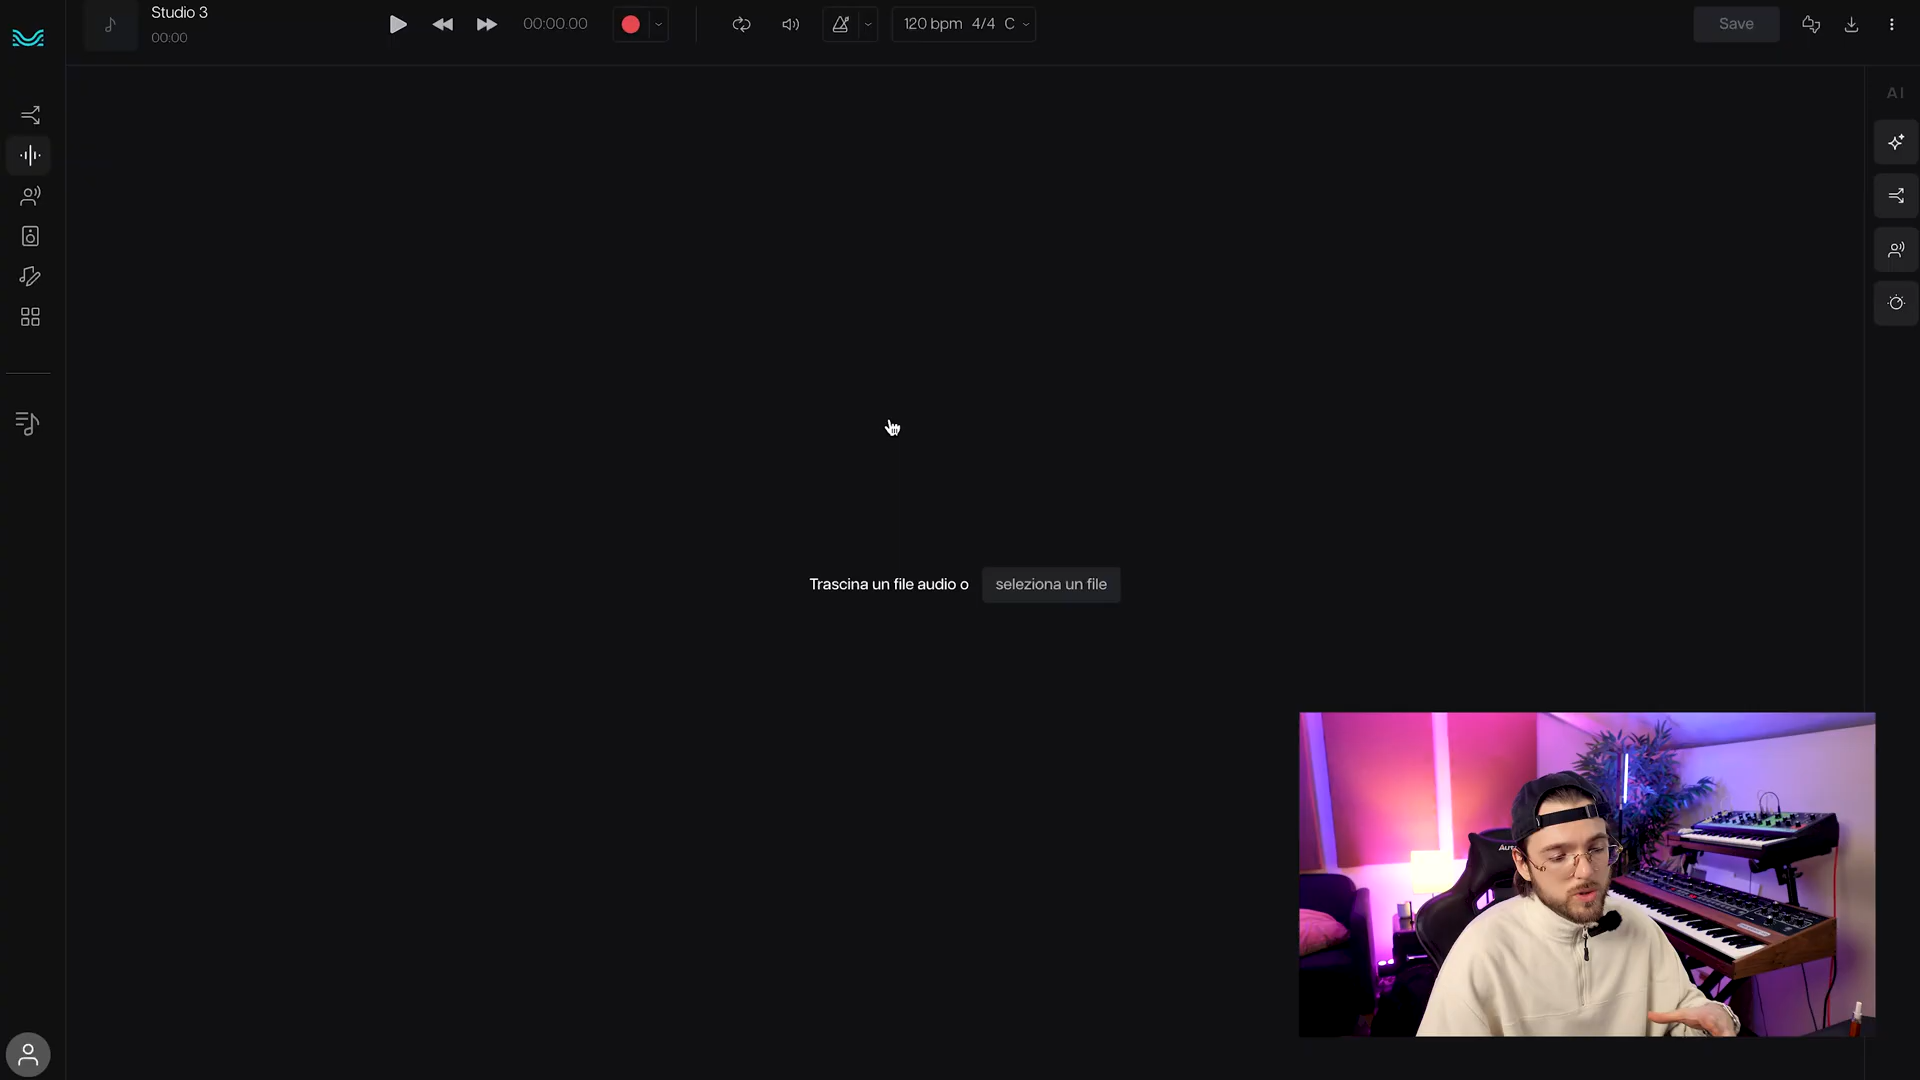 Studio 3
00:00
00:00.00
120 bpm 4/4 C
Save
AI
Trascina un file audio o
seleziona un file